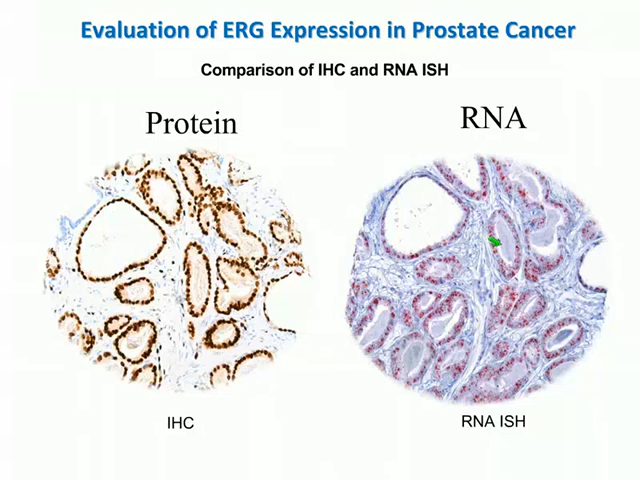 Evaluation of ERG Expression in Prostate Cancer
Comparison of IHC and RNA ISH
Protein
RNA
IHC
RNA ISH